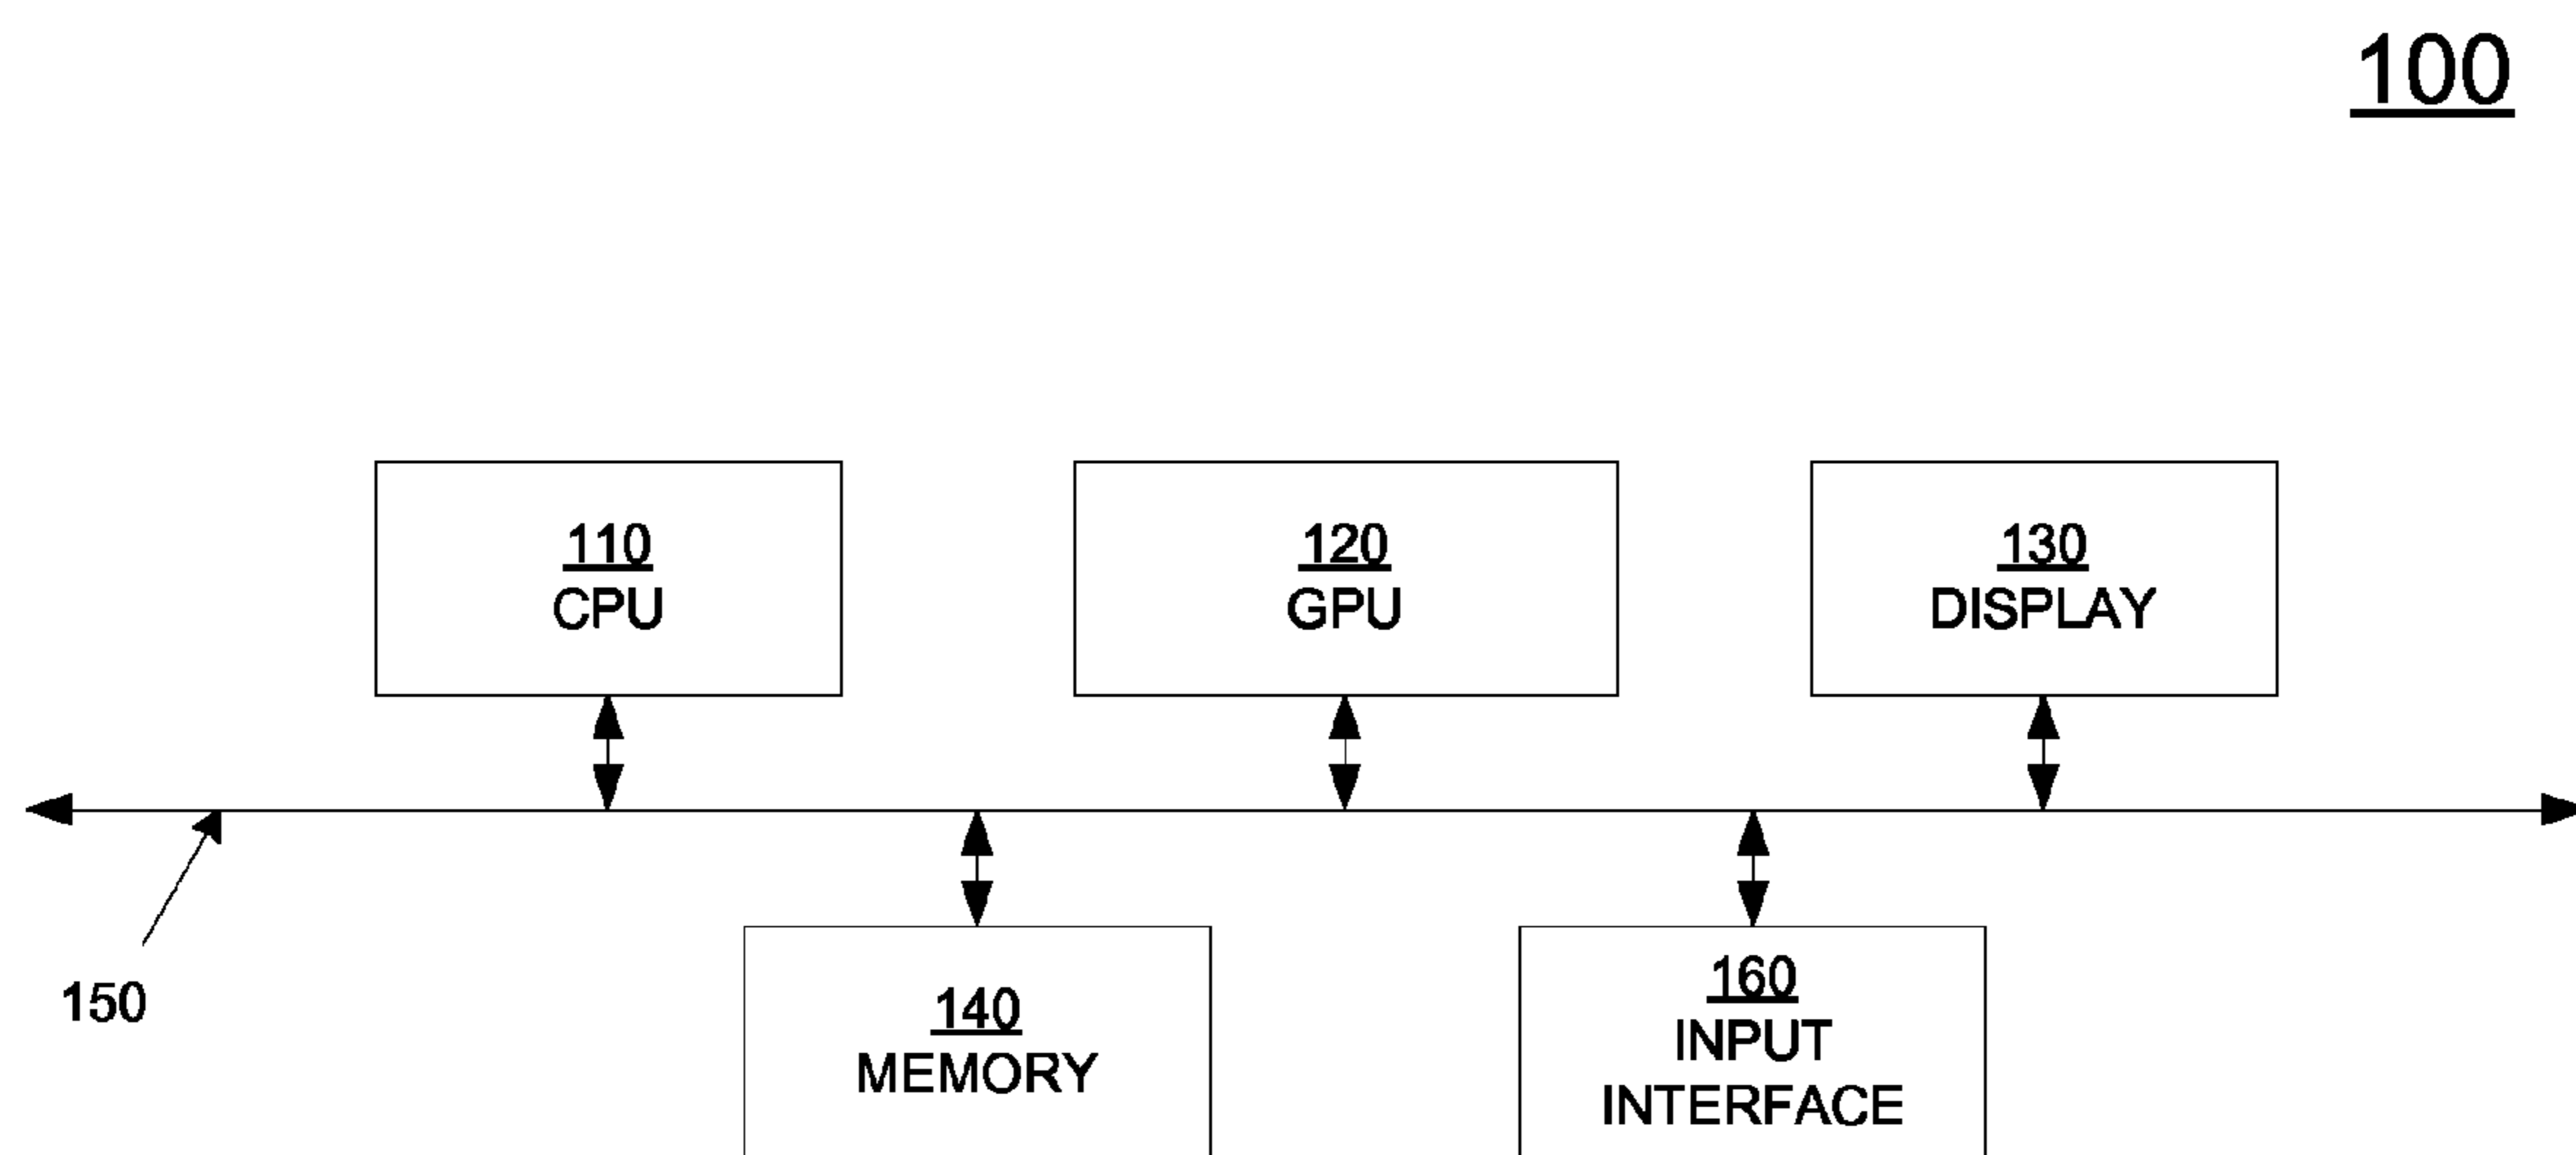 100
110
CPU
120
GPU
130
DISPLAY
150
140
MEMORY
160
INPUT
INTERFACE